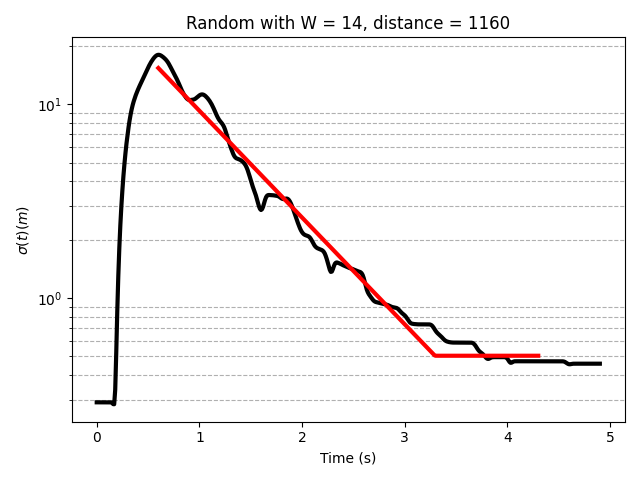 Random with W = 14, distance = 1160
σ(t)(m)
10¹
10⁰
0 1 2 3 4 5
Time (s)